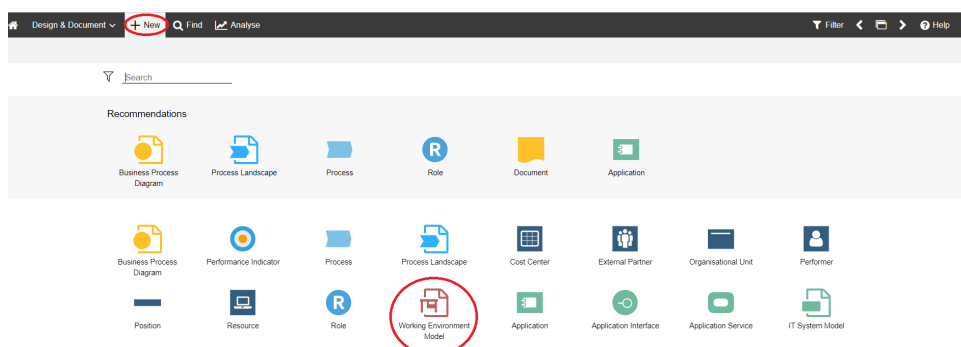 Design & Document New Find Analyse Filter Help
Search
Recommendations
Business Process Diagram Process Landscape Process Role Document Application
Business Process Diagram Performance Indicator Process Process Landscape Cost Center External Partner Organisational Unit Performer
Position Resource Role Working Environment Model Application Application Interface Application Service IT System Model